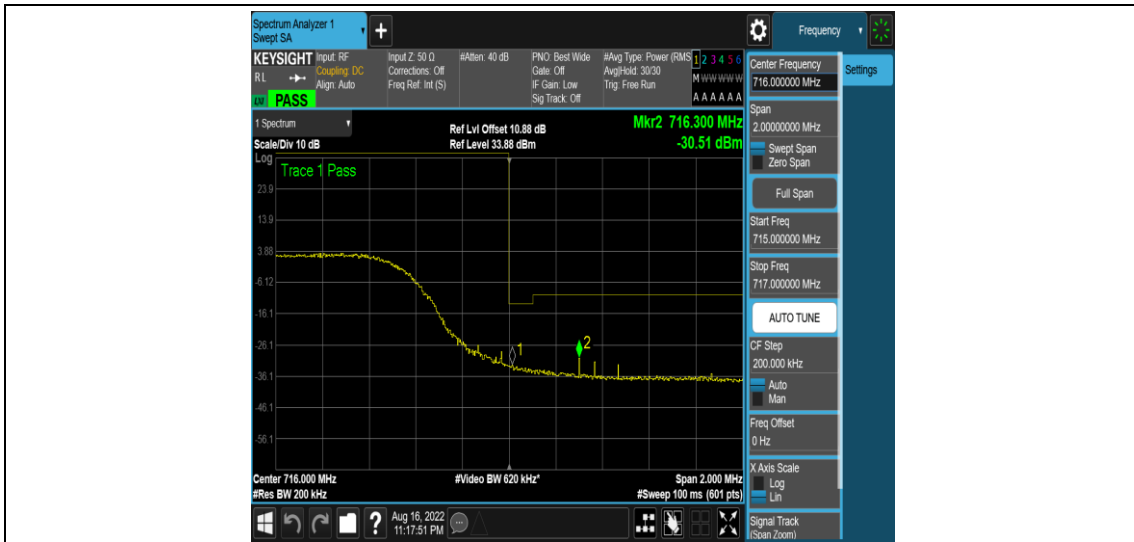 Spectrum Analyzer 1
Swept SA
Frequency
KEYSIGHT
RL
LXI
PASS
Input: RF
Coupling: DC
Align: Auto
Input Z: 50 Ω
Corrections: Off
Freq Ref: Int (S)
#Atten: 40 dB
PNO: Best Wide
Gate: Off
IF Gain: Low
Sig Track: Off
#Avg Type: Power (RMS
Avg|Hold: 30/30
Trig: Free Run
1 2 3 4 5 6
M W W W W W
A A A A A A
Center Frequency
716.000000 MHz
Settings
1 Spectrum
Scale/Div 10 dB
Ref Lvl Offset 10.88 dB
Ref Level 33.88 dBm
Mkr2 716.300 MHz
-30.51 dBm
Log
Trace 1 Pass
23.9
13.9
3.88
-6.12
-16.1
-26.1
-36.1
-46.1
-56.1
1
2
Span
2.00000000 MHz
Swept Span
Zero Span
Full Span
Start Freq
715.000000 MHz
Stop Freq
717.000000 MHz
AUTO TUNE
CF Step
200.000 kHz
Auto
Man
Freq Offset
0 Hz
X Axis Scale
Log
Lin
Signal Track
(Span Zoom)
Center 716.000 MHz
#Res BW 200 kHz
#Video BW 620 kHz*
Span 2.000 MHz
#Sweep 100 ms (601 pts)
Aug 16, 2022
11:17:51 PM